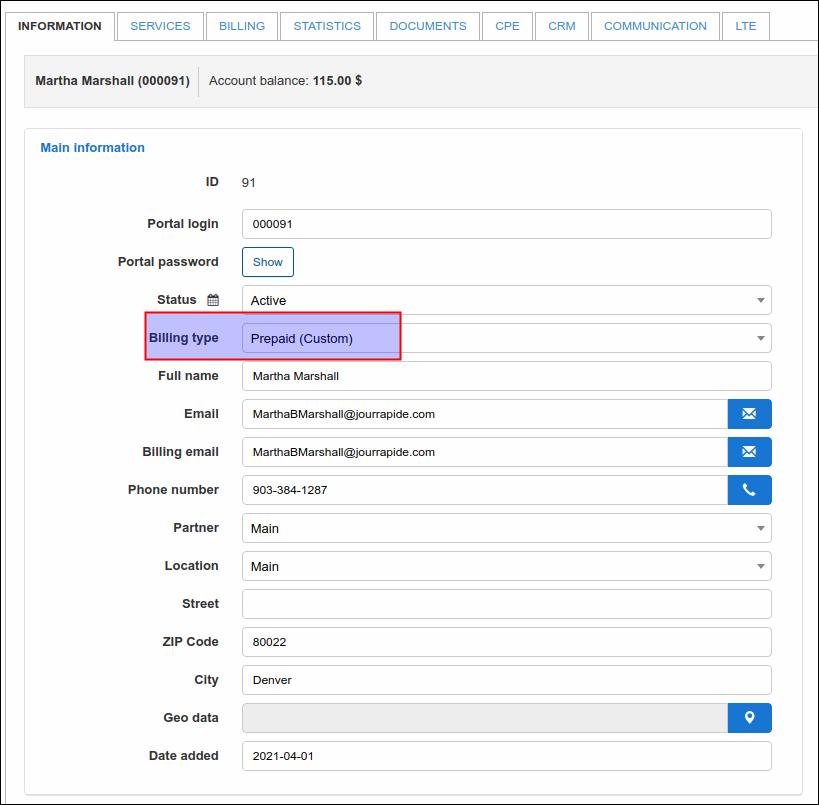 INFORMATION SERVICES BILLING STATISTICS DOCUMENTS CPE CRM COMMUNICATION LTE
Martha Marshall (000091) Account balance: 115.00 $
Main information
ID 91
Portal login 000091
Portal password Show
Status Active
Billing type Prepaid (Custom)
Full name Martha Marshall
Email MarthaBMarshall@jourrapide.com
Billing email MarthaBMarshall@jourrapide.com
Phone number 903-384-1287
Partner Main
Location Main
Street
ZIP Code 80022
City Denver
Geo data
Date added 2021-04-01